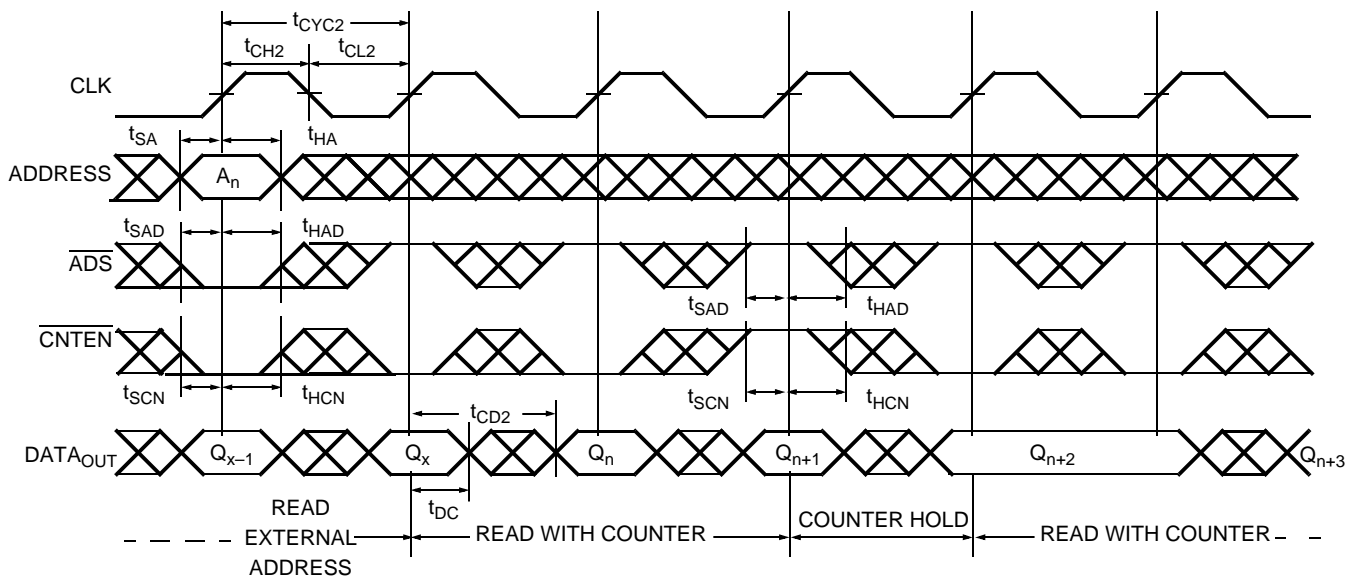 tCYC2
tCH2 tCL2
CLK
tSA tHA
ADDRESS An
tSAD tHAD
ADS
tSAD tHAD
CNTEN
tSCN tHCN tSCN tHCN
tCD2
DATAOUT Qx–1 Qx Qn Qn+1 Qn+2 Qn+3
tDC
READ
EXTERNAL
ADDRESS
READ WITH COUNTER
COUNTER HOLD
READ WITH COUNTER